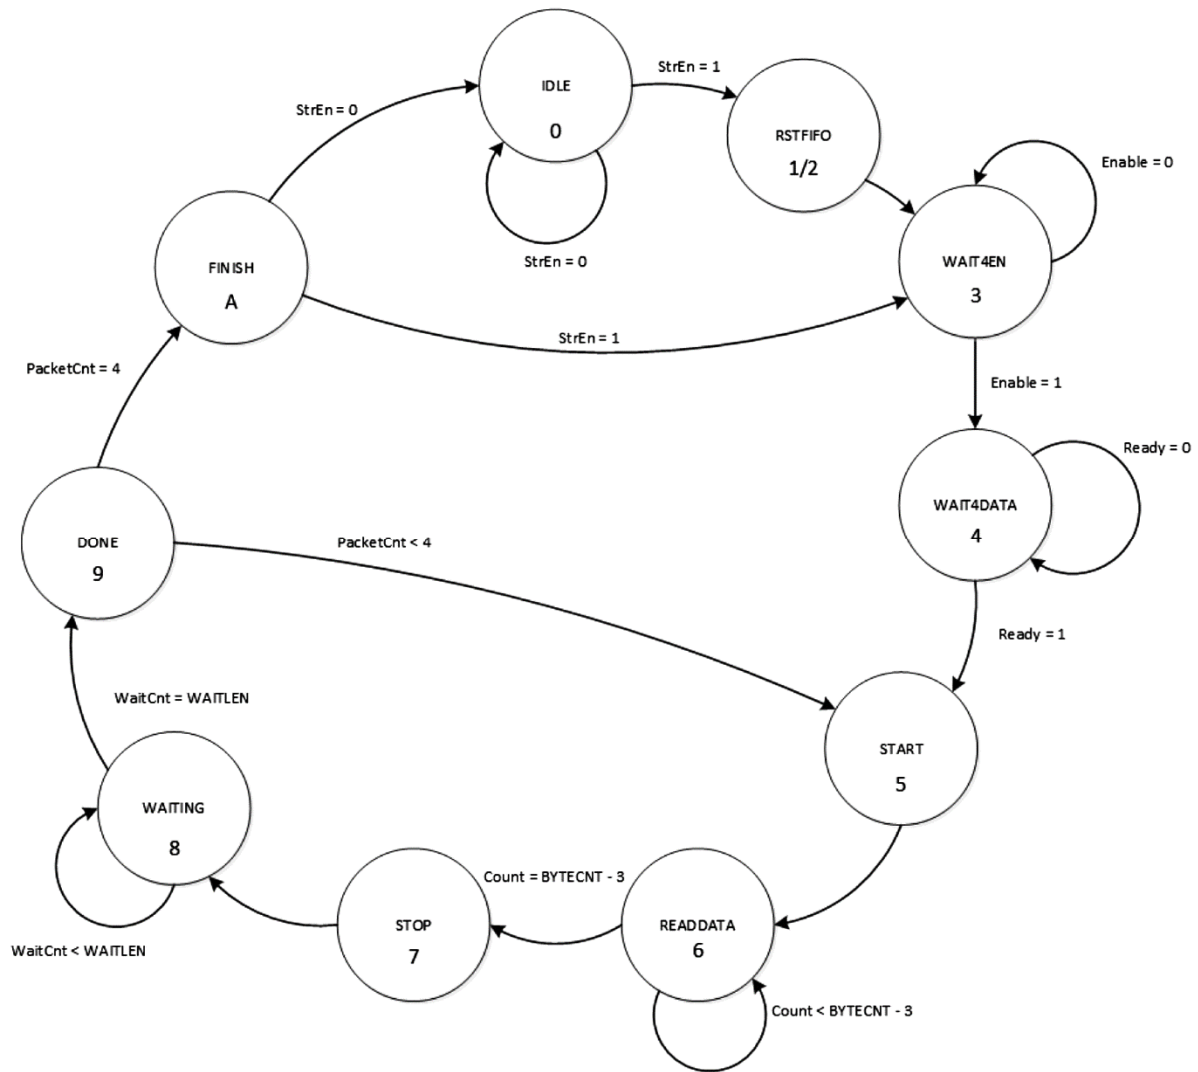 IDLE
0
StrEn = 1
StrEn = 0
StrEn = 0
RSTFIFO
1/2
Enable = 0
WAIT4EN
3
FINISH
A
StrEn = 1
PacketCnt = 4
Enable = 1
Ready = 0
WAIT4DATA
4
DONE
9
PacketCnt < 4
Ready = 1
WaitCnt = WAITLEN
START
5
WAITING
8
Count = BYTECNT - 3
STOP
7
READDATA
6
WaitCnt < WAITLEN
Count < BYTECNT - 3